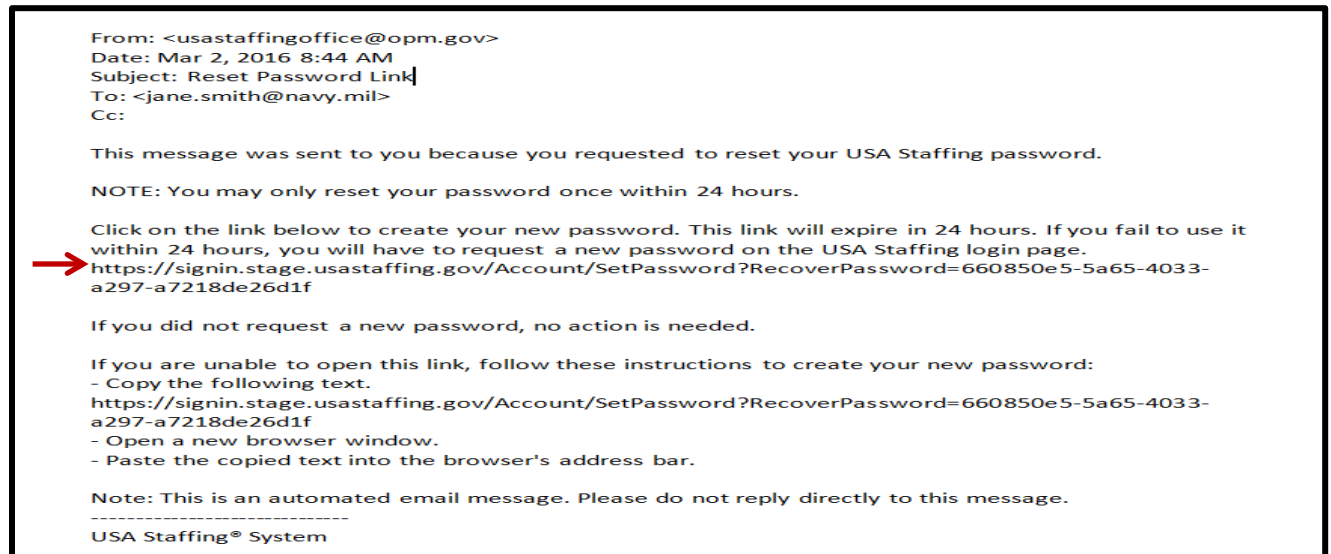 From: <usastaffingoffice@opm.gov>
Date: Mar 2, 2016 8:44 AM
Subject: Reset Password Link
To: <jane.smith@navy.mil>
Cc:
This message was sent to you because you requested to reset your USA Staffing password.
NOTE: You may only reset your password once within 24 hours.
Click on the link below to create your new password. This link will expire in 24 hours. If you fail to use it
within 24 hours, you will have to request a new password on the USA Staffing login page.
https://signin.stage.usastaffing.gov/Account/SetPassword?RecoverPassword=660850e5-5a65-4033-
a297-a7218de26d1f
If you did not request a new password, no action is needed.
If you are unable to open this link, follow these instructions to create your new password:
- Copy the following text.
https://signin.stage.usastaffing.gov/Account/SetPassword?RecoverPassword=660850e5-5a65-4033-
a297-a7218de26d1f
- Open a new browser window.
- Paste the copied text into the browser's address bar.
Note: This is an automated email message. Please do not reply directly to this message.
------------------------------
USA Staffing® System